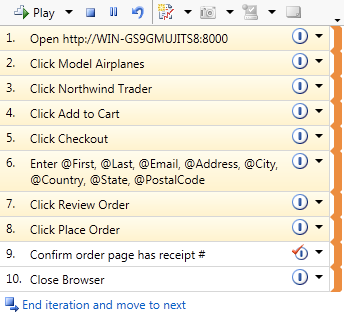 Play
1. Open http://WIN-GS9GMUJITS8:8000
2. Click Model Airplanes
3. Click Northwind Trader
4. Click Add to Cart
5. Click Checkout
6. Enter @First, @Last, @Email, @Address, @City,
@Country, @State, @PostalCode
7. Click Review Order
8. Click Place Order
9. Confirm order page has receipt #
10. Close Browser
End iteration and move to next